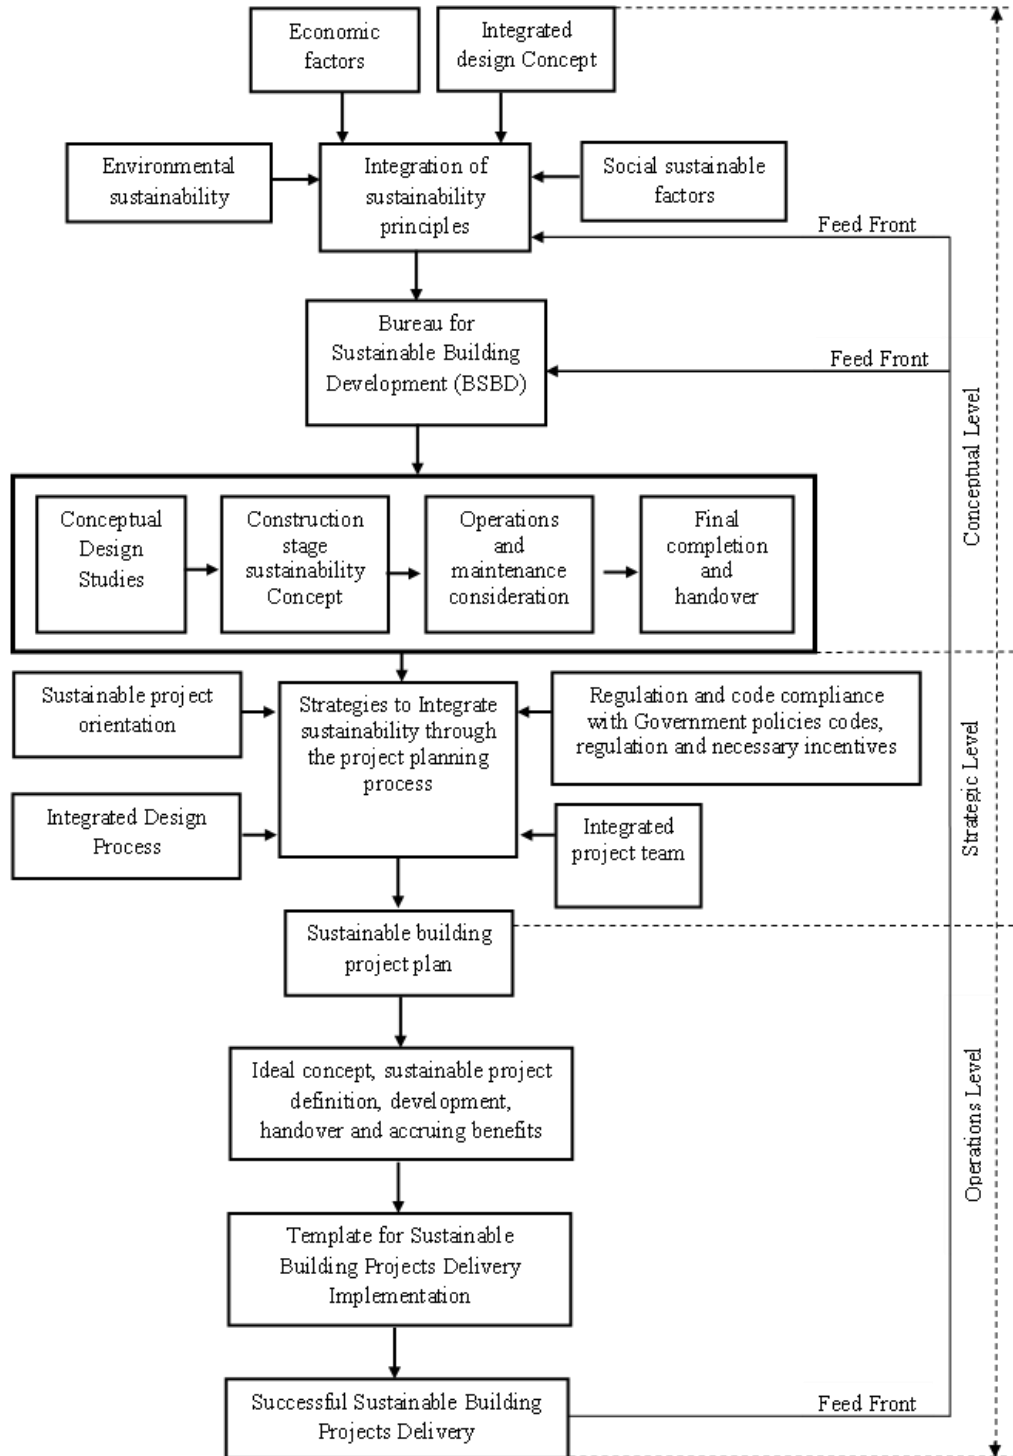 Economic
factors
Integrated
design Concept
Environmental
sustainability
Integration of
sustainability
principles
Social sustainable
factors
Feed Front
Bureau for
Sustainable Building
Development (BSBD)
Feed Front
Conceptual Level
Conceptual
Design
Studies
Construction
stage
sustainability
Concept
Operations
and
maintenance
consideration
Final
completion
and
handover
Sustainable project
orientation
Strategies to Integrate
sustainability through
the project planning
process
Regulation and code compliance
with Government policies codes,
regulation and necessary incentives
Strategic Level
Integrated Design
Process
Integrated
project team
Sustainable building
project plan
Ideal concept, sustainable project
definition, development,
handover and accruing benefits
Operations Level
Template for Sustainable
Building Projects Delivery
Implementation
Successful Sustainable Building
Projects Delivery
Feed Front